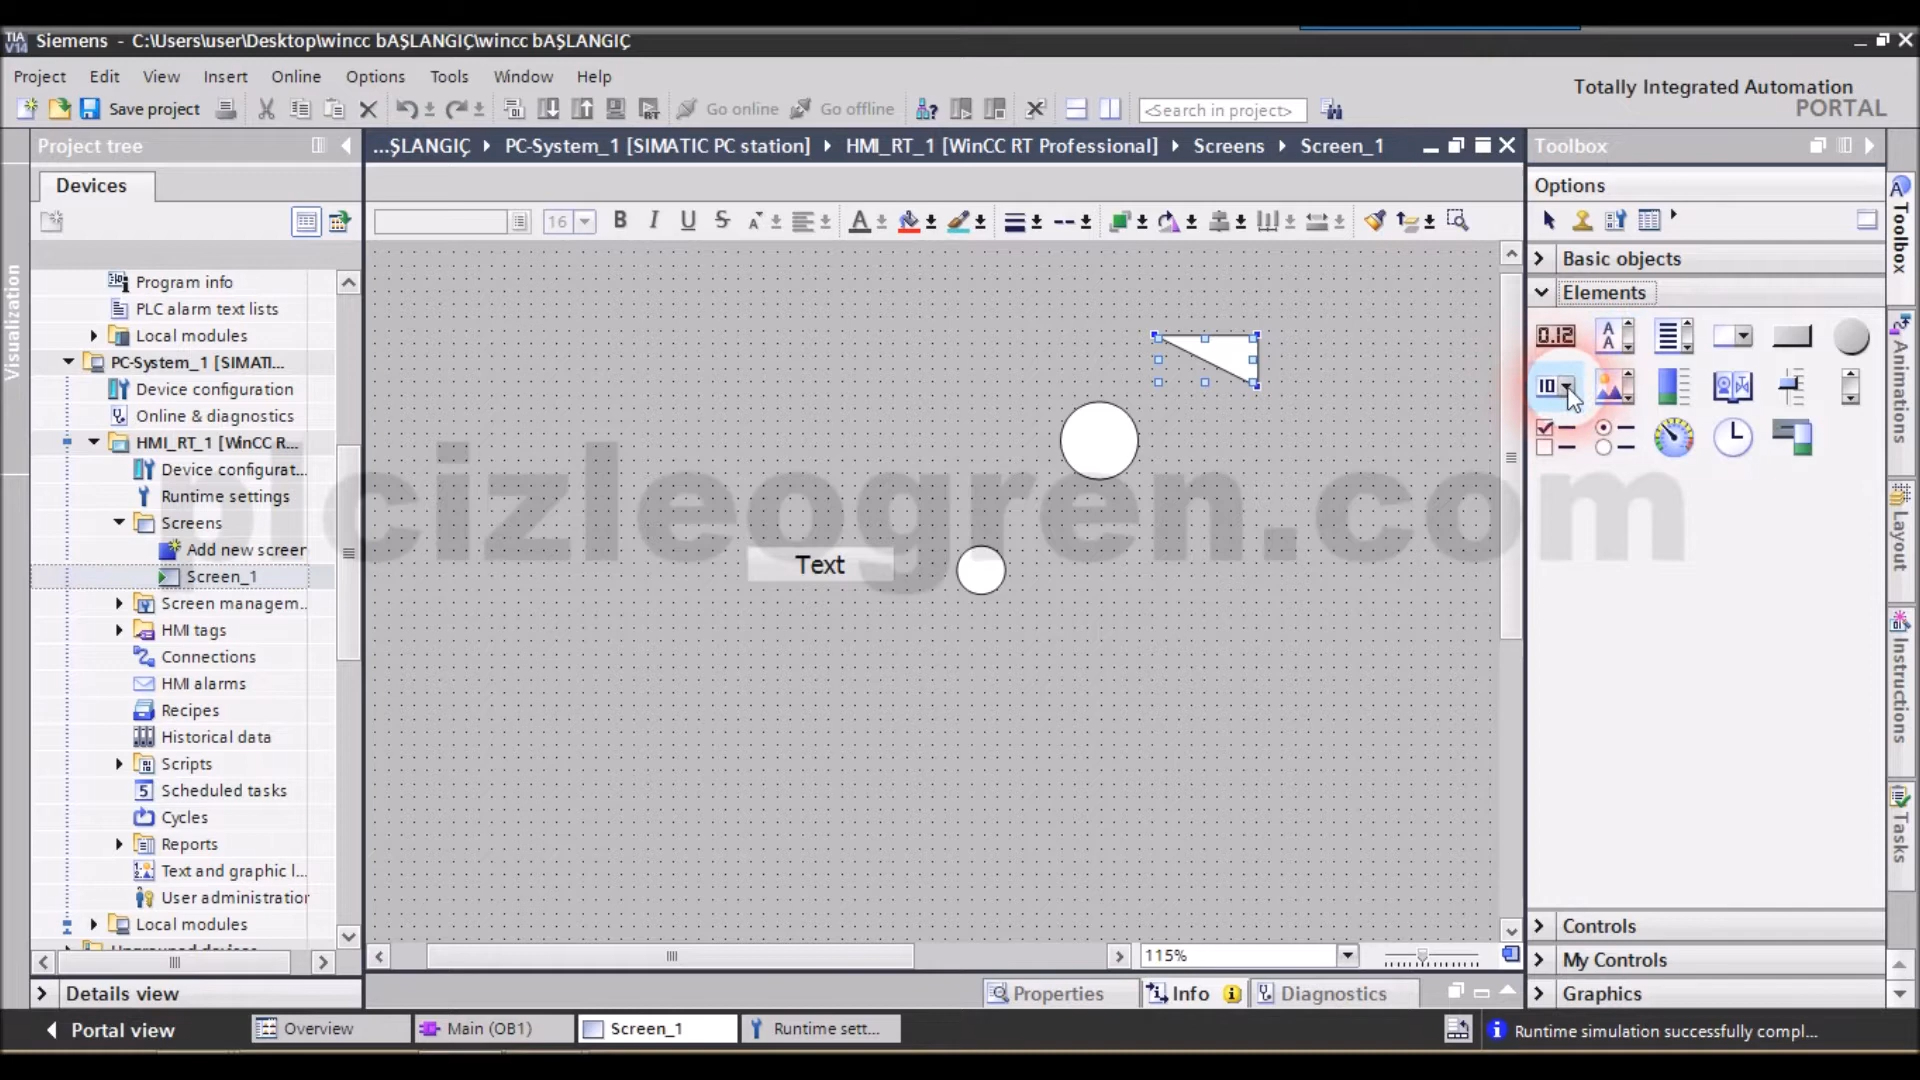 TIA V14 Siemens - C:\Users\user\Desktop\wincc bAŞLANGIÇ\wincc bAŞLANGIÇ
Project Edit View Insert Online Options Tools Window Help
Totally Integrated Automation
PORTAL
Save project
Go online Go offline <Search in project>
Project tree
...ŞLANGIÇ PC-System_1 [SIMATIC PC station] HMI_RT_1 [WinCC RT Professional] Screens Screen_1
Toolbox
Devices
Options
16 B I U S A
Basic objects
Elements
Visualization
Program info
PLC alarm text lists
Local modules
PC-System_1 [SIMATI...
Device configuration
Online & diagnostics
HMI_RT_1 [WinCC R...
Device configurat...
Runtime settings
Screens
Add new screen
Screen_1
Screen managem..
HMI tags
Connections
HMI alarms
Recipes
Historical data
Scripts
Scheduled tasks
Cycles
Reports
Text and graphic l...
User administration
Local modules
Ungrouped devices
Details view
plcizleogren.com
Text
0.12
10
Toolbox
Animations
Layout
Instructions
Tasks
Controls
My Controls
Graphics
115%
Properties Info Diagnostics
Portal view Overview Main (OB1) Screen_1 Runtime sett...
Runtime simulation successfully compl...